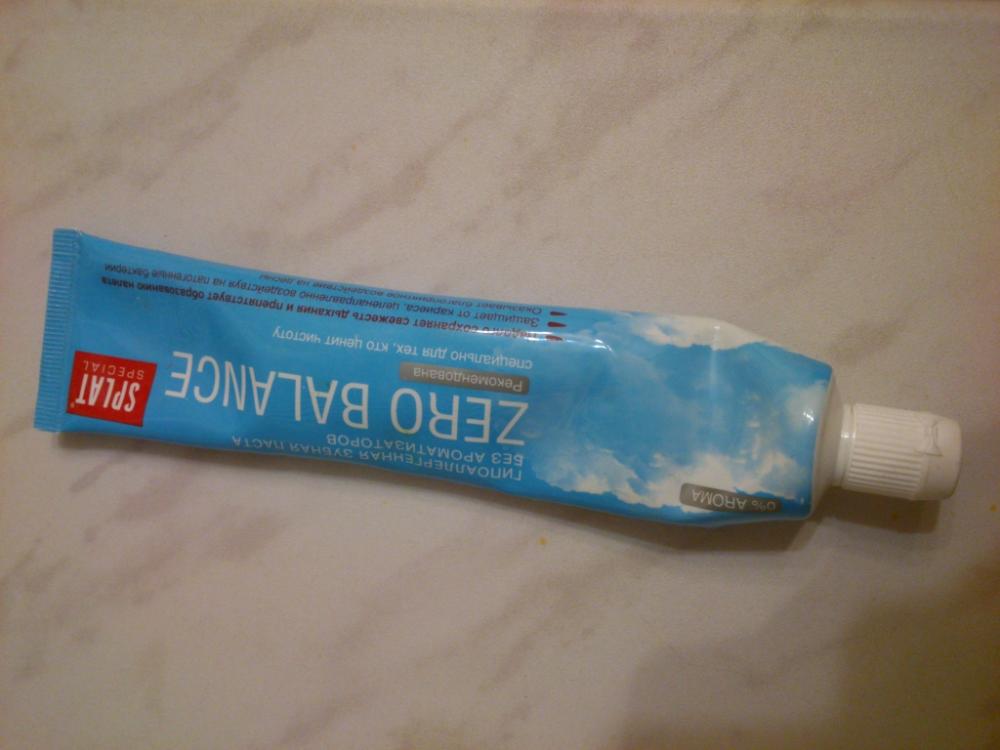 0% AROMA
ГИПОАЛЛЕРГЕННАЯ ЗУБНАЯ ПАСТА
БЕЗ АРОМАТИЗАТОРОВ
ZERO BALANCE
SPLAT®
SPECIAL
Рекомендована
СПЕЦИАЛЬНО ДЛЯ ТЕХ, КТО ЦЕНИТ ЧИСТОТУ
Надолго сохраняет свежесть дыхания и препятствует образованию налета
Защищает от кариеса, целенаправленно воздействуя на патогенные бактерии
Оказывает благоприятное воздействие на десны